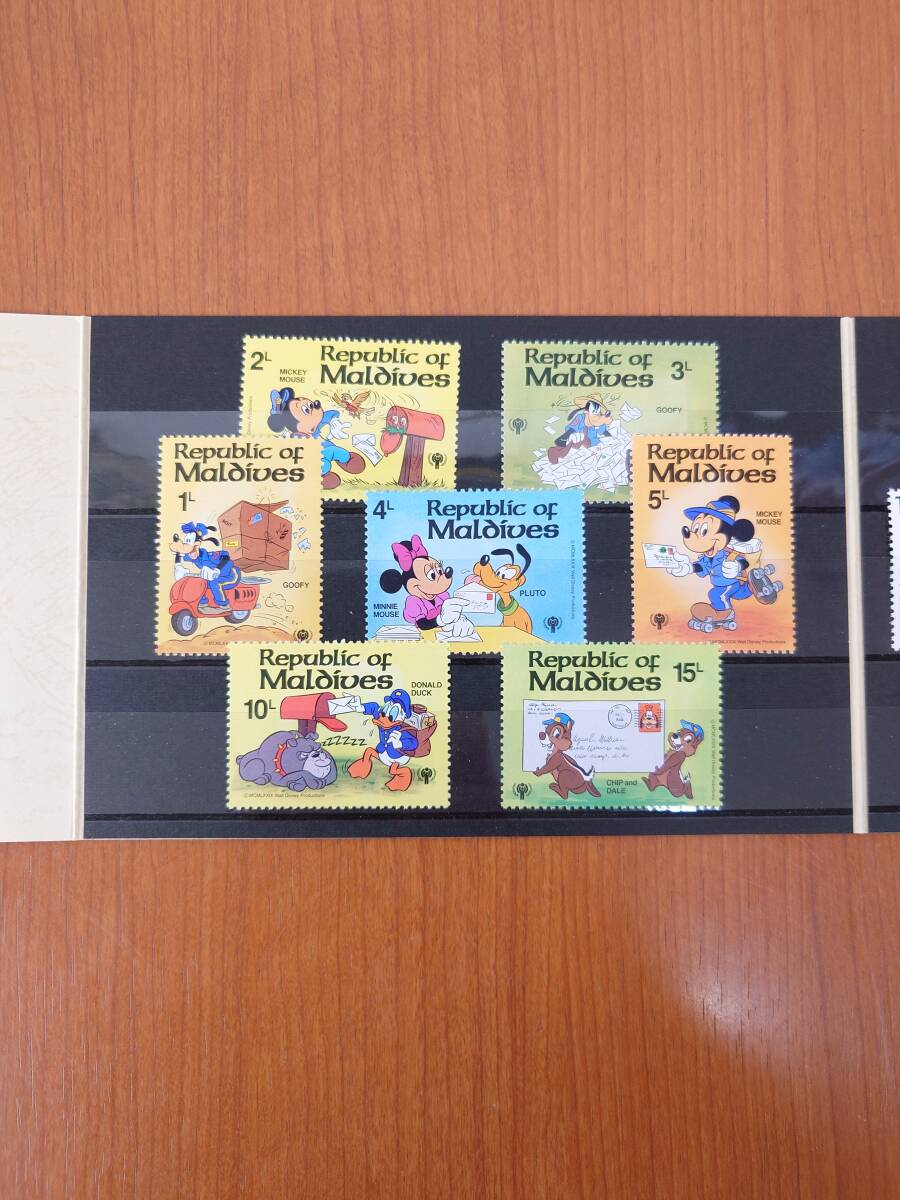 2L
MICKEY
MOUSE
Republic of
Maldives
Republic of
Maldives
3L
GOOFY
Republic of
Maldives
1L
GOOFY
4L
Republic of
Maldives
MINNIE
MOUSE
PLUTO
Republic of
Maldives
5L
MICKEY
MOUSE
Republic of
Maldives
10L
DONALD
DUCK
ZZZZZZ
© MCMLXXIX Walt Disney Productions
Republic of
Maldives
15L
CHIP and
DALE